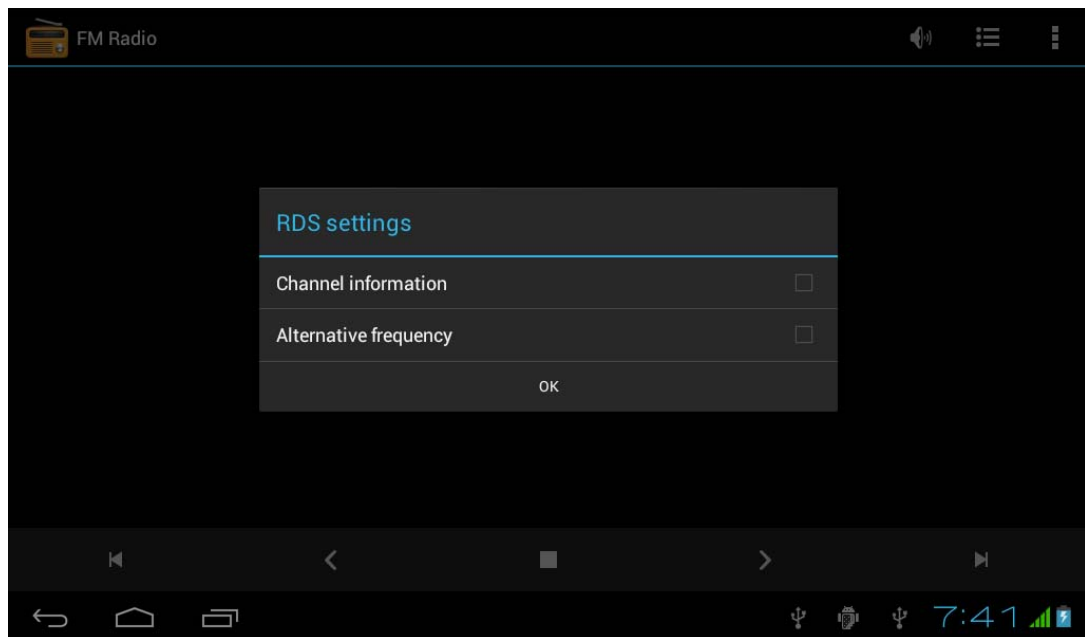 FM Radio
RDS settings
Channel information
Alternative frequency
OK
7:41